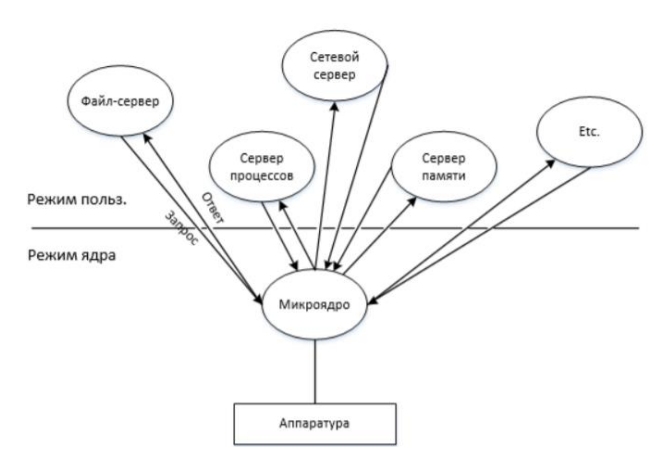 Сетевой
сервер
Файл-сервер
Etc.
Сервер
процессов
Сервер
памяти
Режим польз.
Ответ
Запрос
Режим ядра
Микроядро
Аппаратура